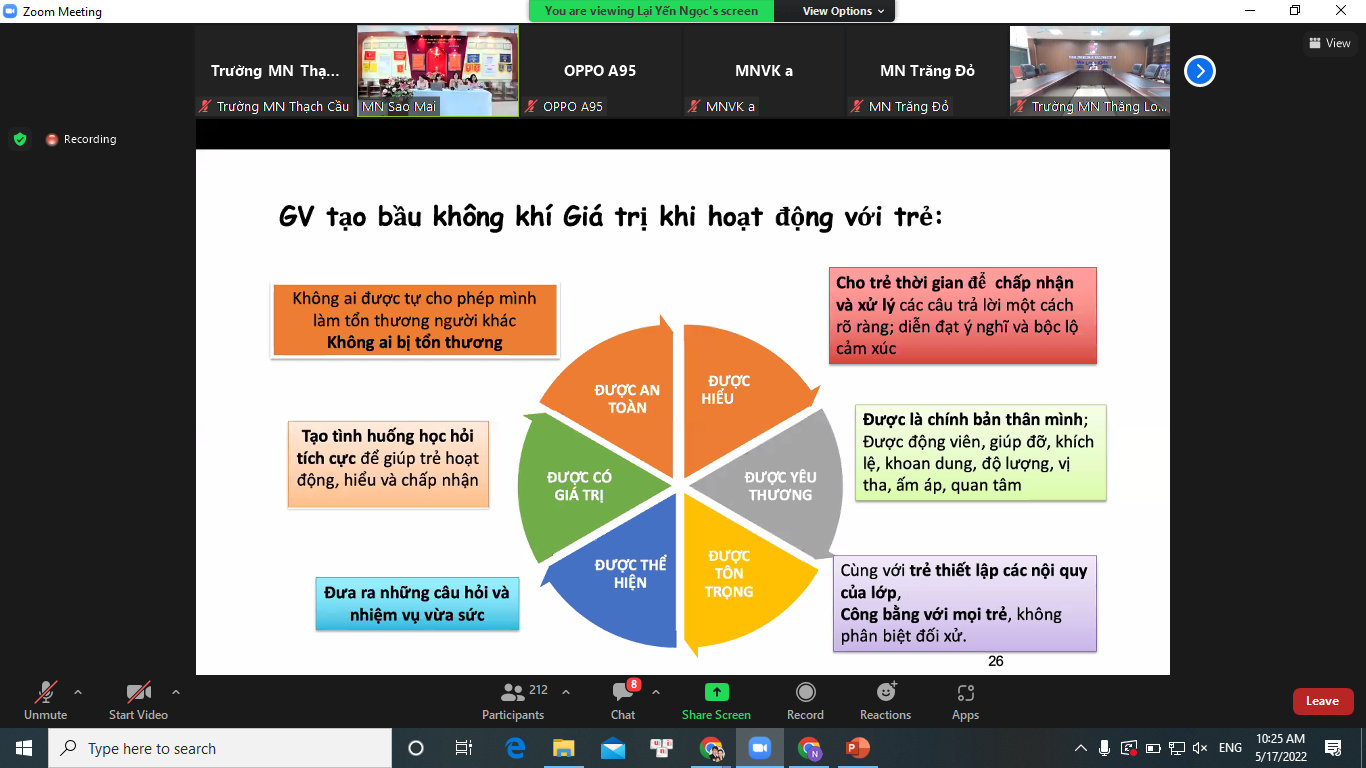 Zoom Meeting
You are viewing Lại Yến Ngọc's screen
View Options
Trường MN Thạ...
OPPO A95
MNVK a
MN Trăng Đỏ
View
Trường MN Thạch Cầu
MN Sao Mai
OPPO A95
MNVK a
MN Trăng Đỏ
Trường MN Thăng Lo...
Recording
GV tạo bầu không khí Giá trị khi hoạt động với trẻ:
Không ai được tự cho phép mình
làm tổn thương người khác
Không ai bị tổn thương
Cho trẻ thời gian để chấp nhận
và xử lý các câu trả lời một cách
rõ ràng; diễn đạt ý nghĩ và bộc lộ
cảm xúc
ĐƯỢC AN
TOÀN
ĐƯỢC
HIỂU
Tạo tình huống học hỏi
tích cực để giúp trẻ hoạt
động, hiểu và chấp nhận
Được là chính bản thân mình;
Được động viên, giúp đỡ, khích
lệ, khoan dung, độ lượng, vị
tha, ấm áp, quan tâm
ĐƯỢC CÓ
GIÁ TRỊ
ĐƯỢC YÊU
THƯƠNG
ĐƯỢC THỂ
HIỆN
ĐƯỢC
TÔN
TRỌNG
Đưa ra những câu hỏi và
nhiệm vụ vừa sức
Cùng với trẻ thiết lập các nội quy
của lớp,
Công bằng với mọi trẻ, không
phân biệt đối xử.
26
Unmute
Start Video
212
Participants
8
Chat
Share Screen
Record
Reactions
Apps
Leave
Type here to search
ENG
10:25 AM
5/17/2022